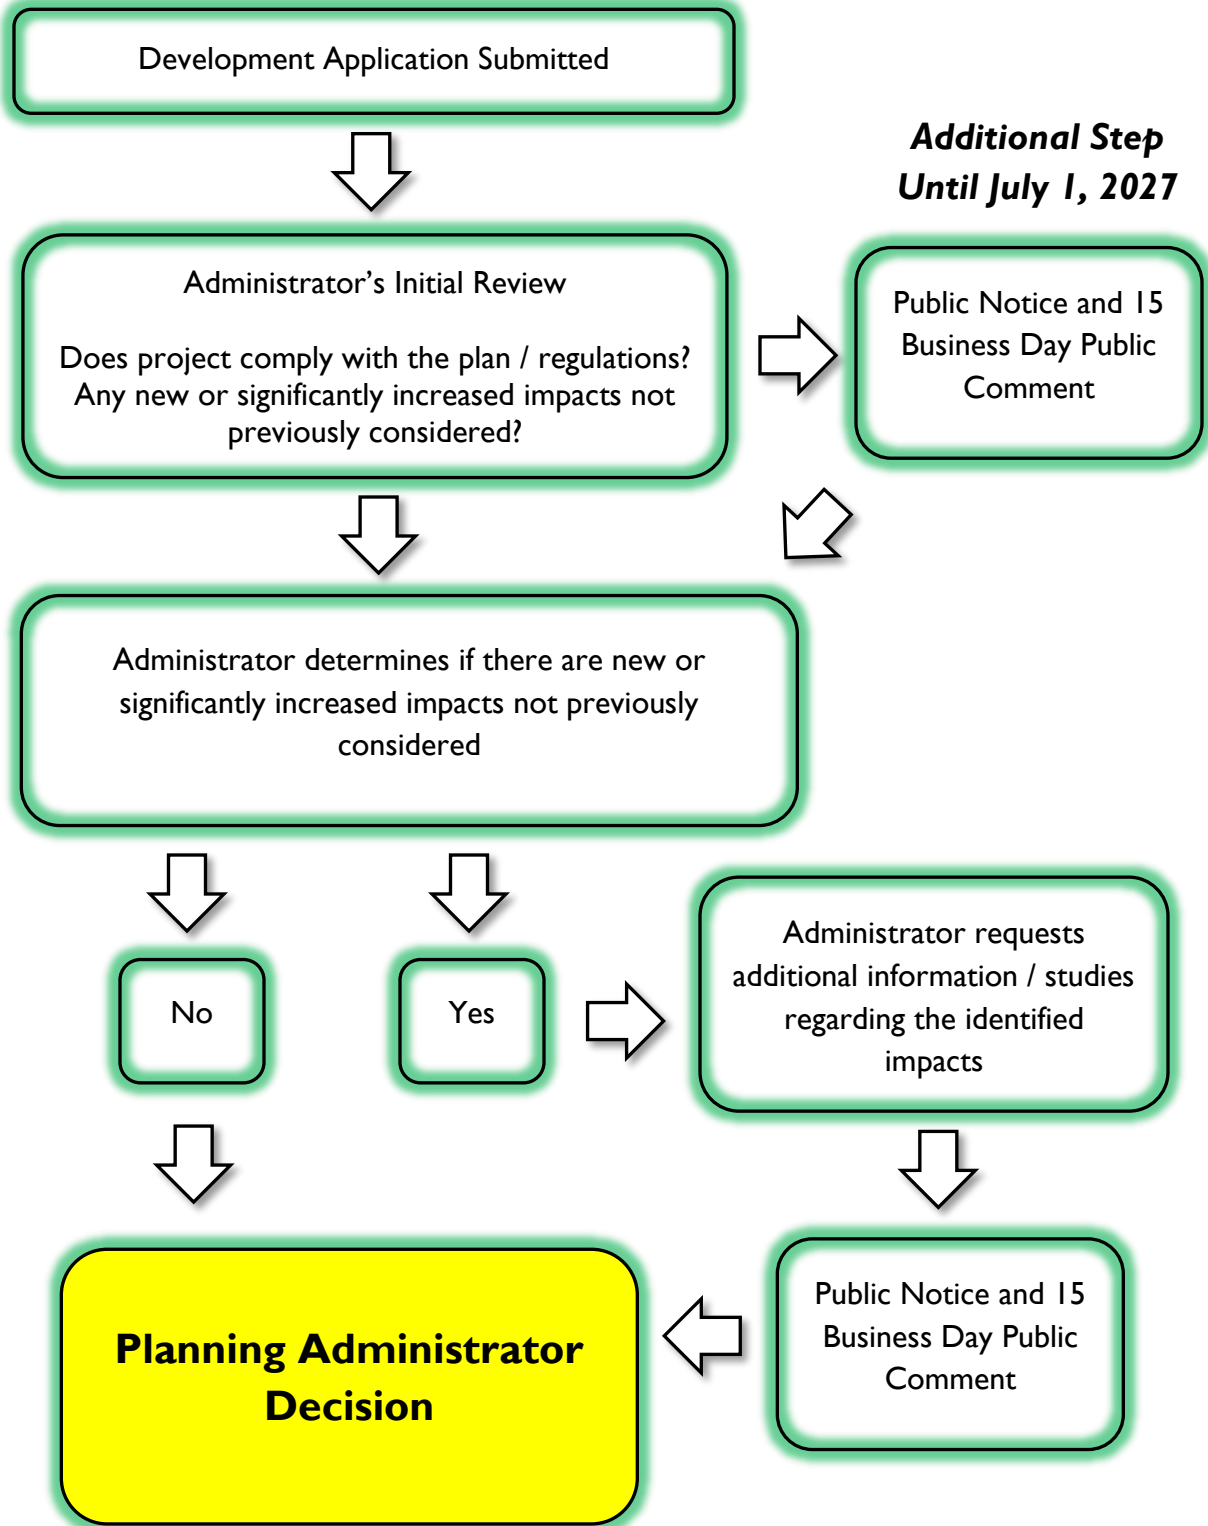 Development Application Submitted
Additional Step
Until July 1, 2027
Administrator’s Initial Review
Does project comply with the plan / regulations?
Any new or significantly increased impacts not
previously considered?
Public Notice and 15
Business Day Public
Comment
Administrator determines if there are new or
significantly increased impacts not previously
considered
No
Yes
Administrator requests
additional information / studies
regarding the identified
impacts
Planning Administrator
Decision
Public Notice and 15
Business Day Public
Comment